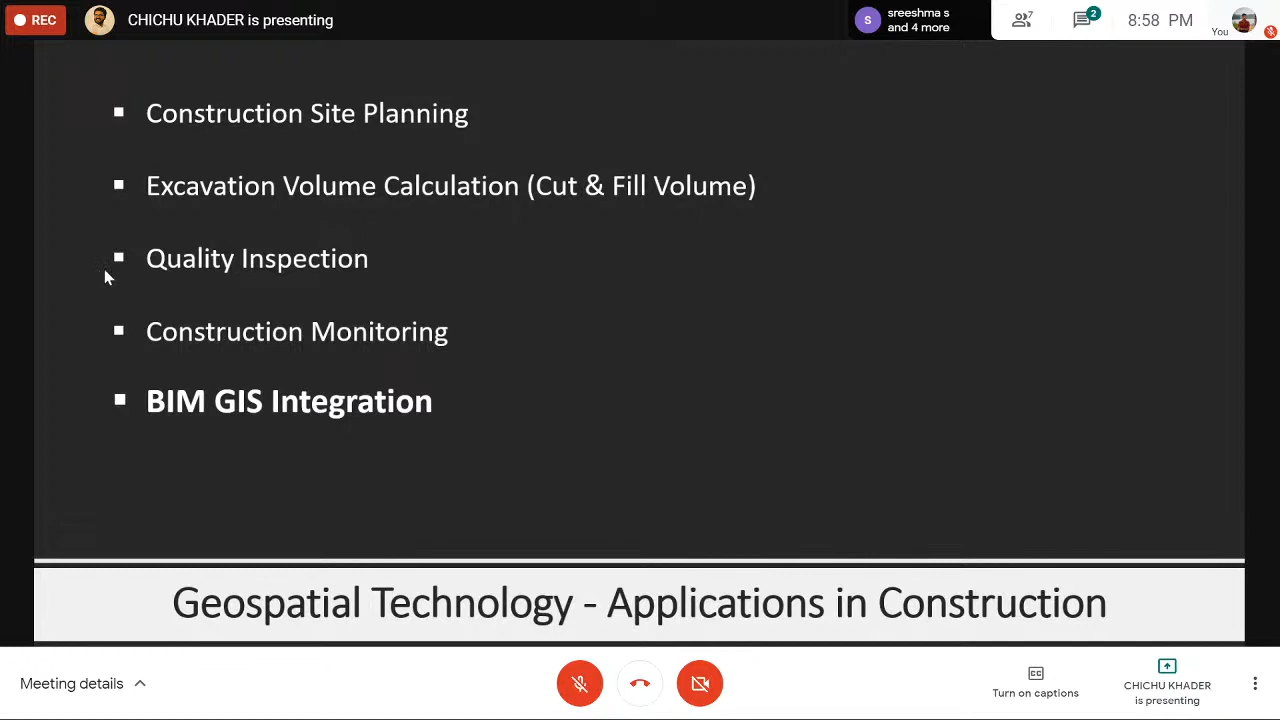 REC
CHICHU KHADER is presenting
s
sreeshma s
and 4 more
7
2
8:58 PM
You
Construction Site Planning
Excavation Volume Calculation (Cut & Fill Volume)
Quality Inspection
Construction Monitoring
BIM GIS Integration
Geospatial Technology - Applications in Construction
Meeting details
CC
Turn on captions
CHICHU KHADER
is presenting